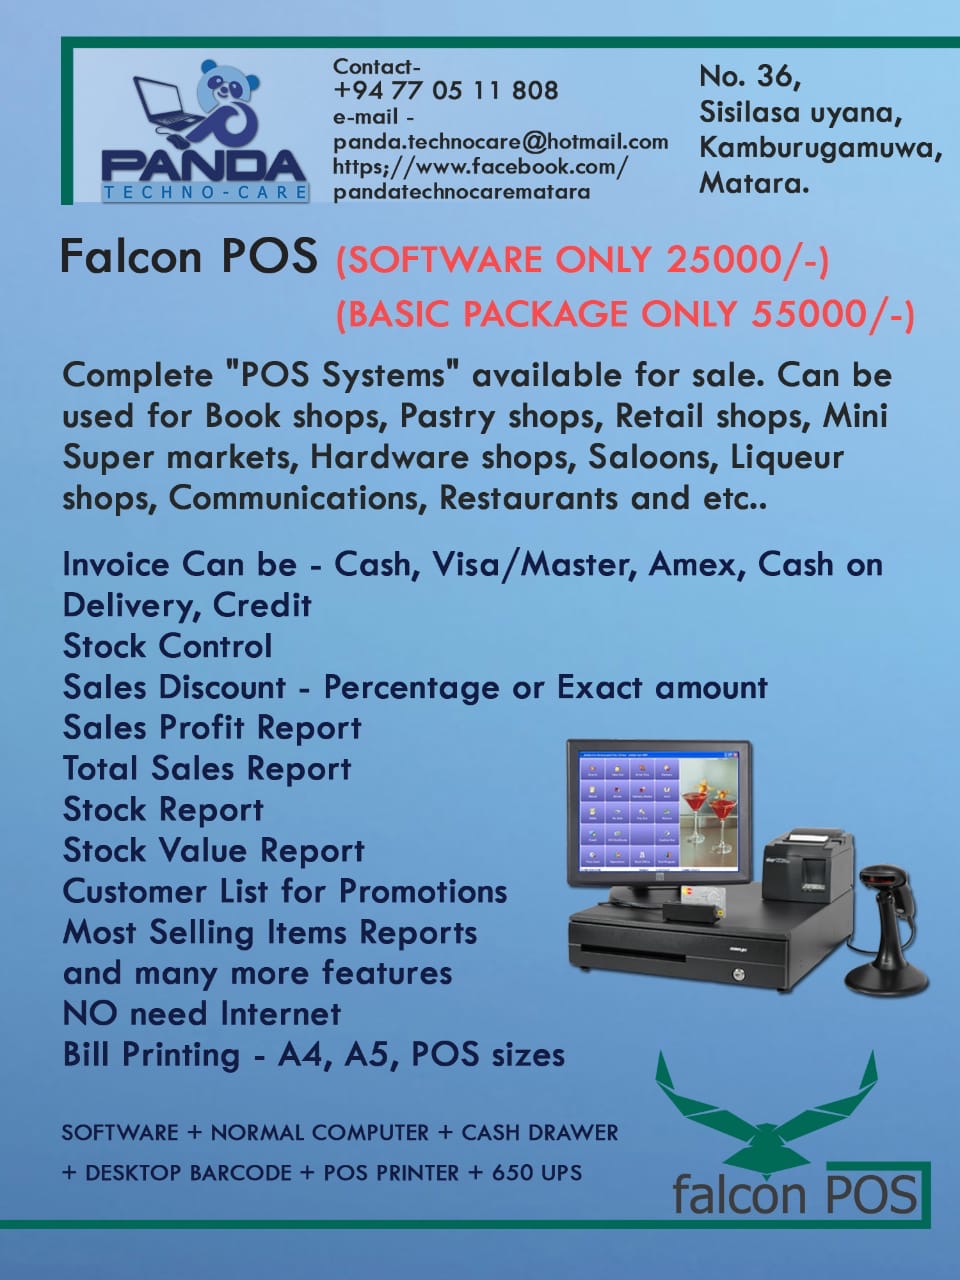 PANDA
TECHNO-CARE
Contact-
+94 77 05 11 808
e-mail -
panda.technocare@hotmail.com
https;//www.facebook.com/
pandatechnocarematara
No. 36,
Sisilasa uyana,
Kamburugamuwa,
Matara.
Falcon POS (SOFTWARE ONLY 25000/-)
(BASIC PACKAGE ONLY 55000/-)
Complete "POS Systems" available for sale. Can be
used for Book shops, Pastry shops, Retail shops, Mini
Super markets, Hardware shops, Saloons, Liqueur
shops, Communications, Restaurants and etc..
Invoice Can be - Cash, Visa/Master, Amex, Cash on
Delivery, Credit
Stock Control
Sales Discount - Percentage or Exact amount
Sales Profit Report
Total Sales Report
Stock Report
Stock Value Report
Customer List for Promotions
Most Selling Items Reports
and many more features
NO need Internet
Bill Printing - A4, A5, POS sizes
SOFTWARE + NORMAL COMPUTER + CASH DRAWER
+ DESKTOP BARCODE + POS PRINTER + 650 UPS
falcon POS